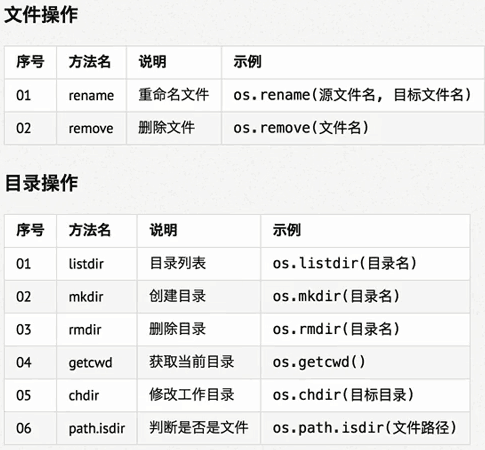 文件操作
序号 方法名 说明 示例
01 rename 重命名文件 os.rename(源文件名, 目标文件名)
02 remove 删除文件 os.remove(文件名)
目录操作
序号 方法名 说明 示例
01 listdir 目录列表 os.listdir(目录名)
02 mkdir 创建目录 os.mkdir(目录名)
03 rmdir 删除目录 os.rmdir(目录名)
04 getcwd 获取当前目录 os.getcwd()
05 chdir 修改工作目录 os.chdir(目标目录)
06 path.isdir 判断是否是文件 os.path.isdir(文件路径)